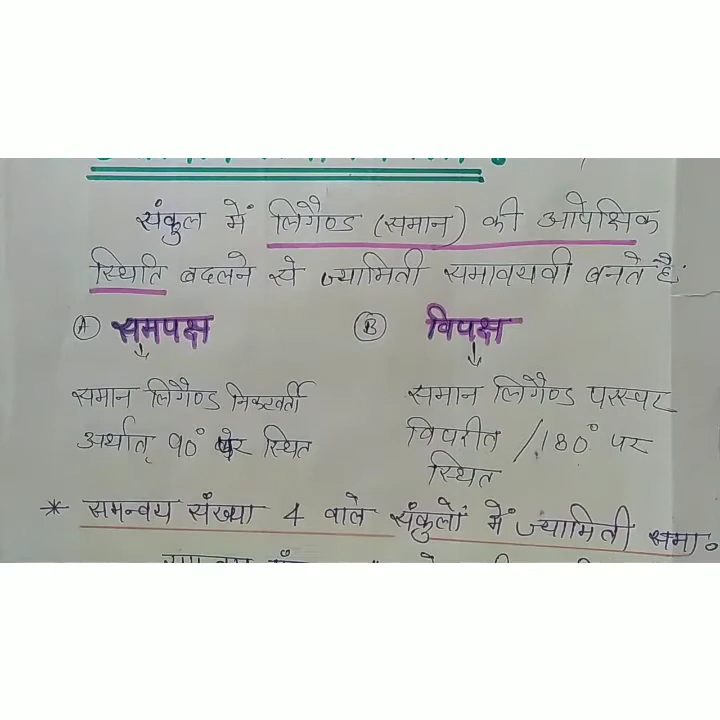 संकुल में लिगैण्ड (समान) की आपेक्षिक
स्थिति बदलने से ज्यामिती समावयवी बनते है:
A समपक्ष B विपक्ष
समान लिगैण्ड निकटवर्ती
अर्थात् 90° पर स्थित
समान लिगैण्ड परस्पर
विपरीत /180° पर
स्थित
* समन्वय संख्या 4 वाले संकुलों में ज्यामिती समा॰